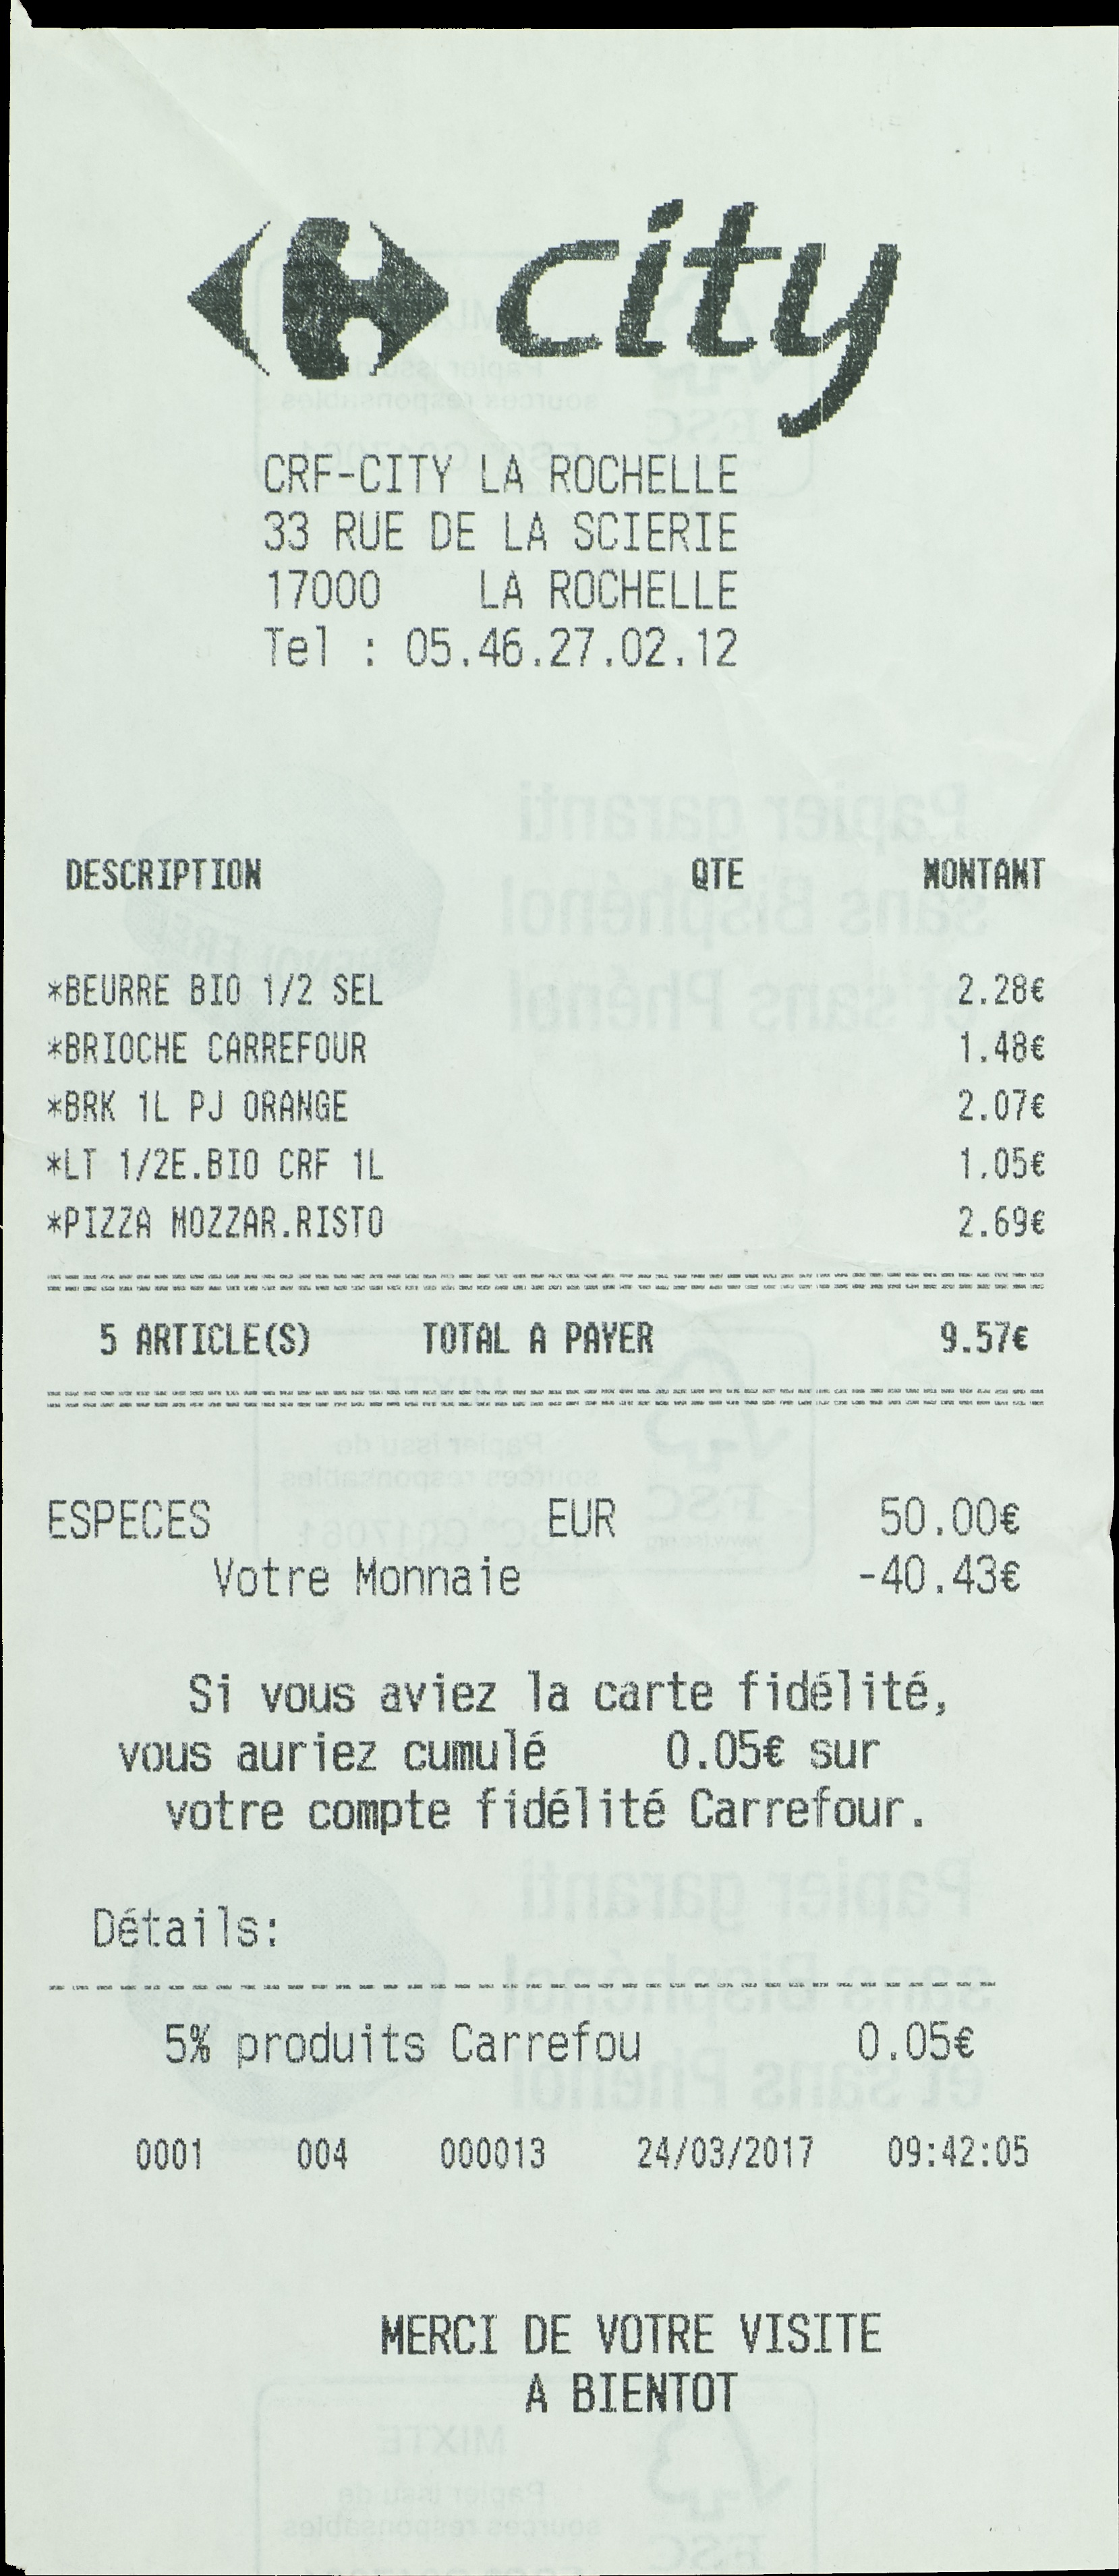 city
CRF-CITY LA ROCHELLE
33 RUE DE LA SCIERIE
17000 LA ROCHELLE
Tel : 05.46.27.02.12
DESCRIPTION QTE MONTANT
*BEURRE BIO 1/2 SEL 2.28€
*BRIOCHE CARREFOUR 1.48€
*BRK 1L PJ ORANGE 2.07€
*LT 1/2E.BIO CRF 1L 1.05€
*PIZZA MOZZAR.RISTO 2.69€
5 ARTICLE(S) TOTAL A PAYER 9.57€
ESPECES EUR 50.00€
Votre Monnaie -40.43€
Si vous aviez la carte fidélité,
vous auriez cumulé 0.05€ sur
votre compte fidélité Carrefour.
Détails:
5% produits Carrefou 0.05€
0001 004 000013 24/03/2017 09:42:05
MERCI DE VOTRE VISITE
A BIENTOT